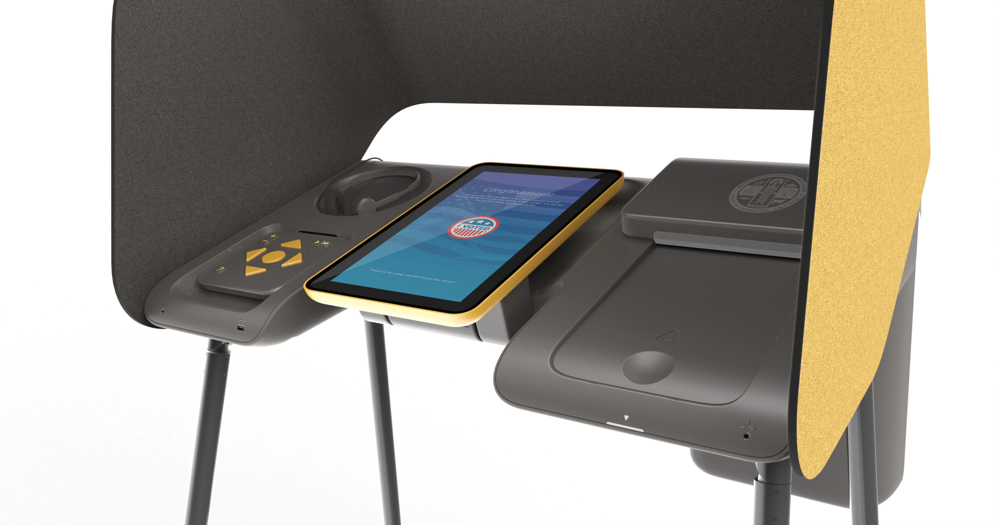 Congratulations!
You have now cast your ballot in the 2016 California General
Election. Ballots will be counted starting at 8pm tonight. You can see
the election results on www.lavote.net
I VOTED
Thank you for voting, and don't forget your sticker!
+
-
?
REGISTRAR-RECORDER/COUNTY CLERK
COUNTY OF LOS ANGELES - CALIFORNIA